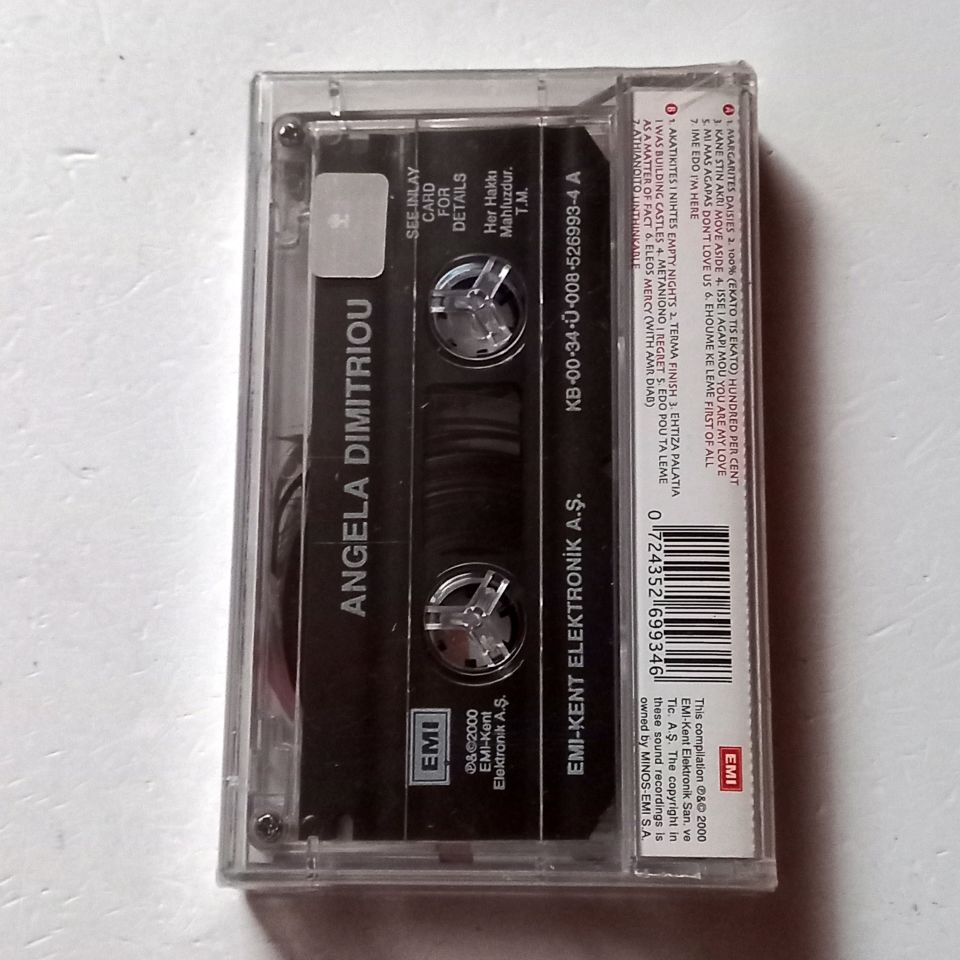 SEE INLAY
CARD
FOR
DETAILS
Her Hakkı
Mahfuzdur.
T.M.
ANGELA DIMITRIOU
KB•00•34•Ü•008•526993-4 A
EMI-KENT ELEKTRONİK A.Ş.
EMI
℗&©2000
EMI-Kent
Elektronik A.Ş.
A 1. MARGARITES DAISIES 2. 100% (EKATO TIS EKATO) HUNDRED PER CENT
3. KANE STIN AKRI MOVE ASIDE 4. ISSE I AGAPI MOU YOU ARE MY LOVE
5. MI MAS AGAPAS DON'T LOVE US 6. EHOUME KE LEME FIRST OF ALL
7. IME EDO I'M HERE
B 1. AKATIKITES I NIHTES EMPTY NIGHTS 2. TERMA FINISH 3. EHTIZA PALATIA
I WAS BUILDING CASTLES 4. METANIONO I REGRET 5. EDO POU TA LEME
AS A MATTER OF FACT 6. ELEOS MERCY (WITH AMR DIAB)
7. ATHIANOITO UNTHINKABLE
0 724352 699346
EMI
This compilation ℗&© 2000
EMI-Kent Elektronik San. ve
Tic. A.Ş. The copyright in
these sound recordings is
owned by MINOS-EMI S.A.